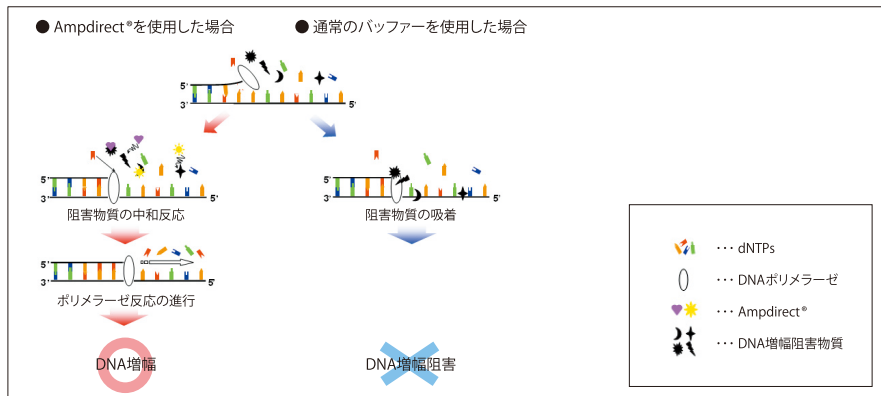 ● Ampdirect®を使用した場合
● 通常のバッファーを使用した場合
5'
3'
5'
5'
3'
5'
阻害物質の中和反応
5'
3'
5'
阻害物質の吸着
5'
3'
5'
ポリメラーゼ反応の進行
DNA増幅
DNA増幅阻害
・・・ dNTPs
・・・ DNAポリメラーゼ
・・・ Ampdirect®
・・・ DNA増幅阻害物質